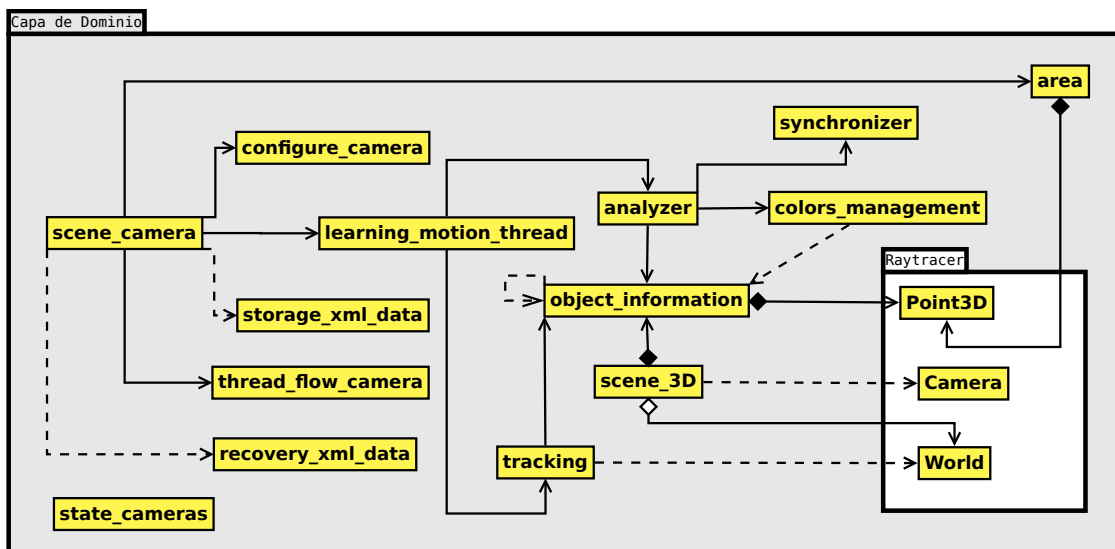 Capa de Dominio
area
synchronizer
configure_camera
analyzer
colors_management
scene_camera
learning_motion_thread
Raytracer
object_information
Point3D
storage_xml_data
thread_flow_camera
scene_3D
Camera
recovery_xml_data
tracking
World
state_cameras